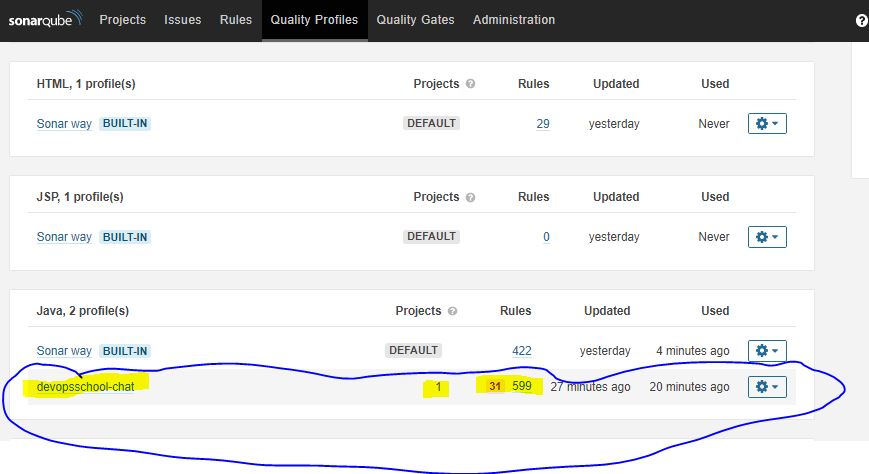 sonarqube Projects Issues Rules Quality Profiles Quality Gates Administration ?
HTML, 1 profile(s) Projects ? Rules Updated Used
Sonar way BUILT-IN DEFAULT 29 yesterday Never
JSP, 1 profile(s) Projects ? Rules Updated Used
Sonar way BUILT-IN DEFAULT 0 yesterday Never
Java, 2 profile(s) Projects ? Rules Updated Used
Sonar way BUILT-IN DEFAULT 422 yesterday 4 minutes ago
devopsschool-chat 1 31 599 27 minutes ago 20 minutes ago